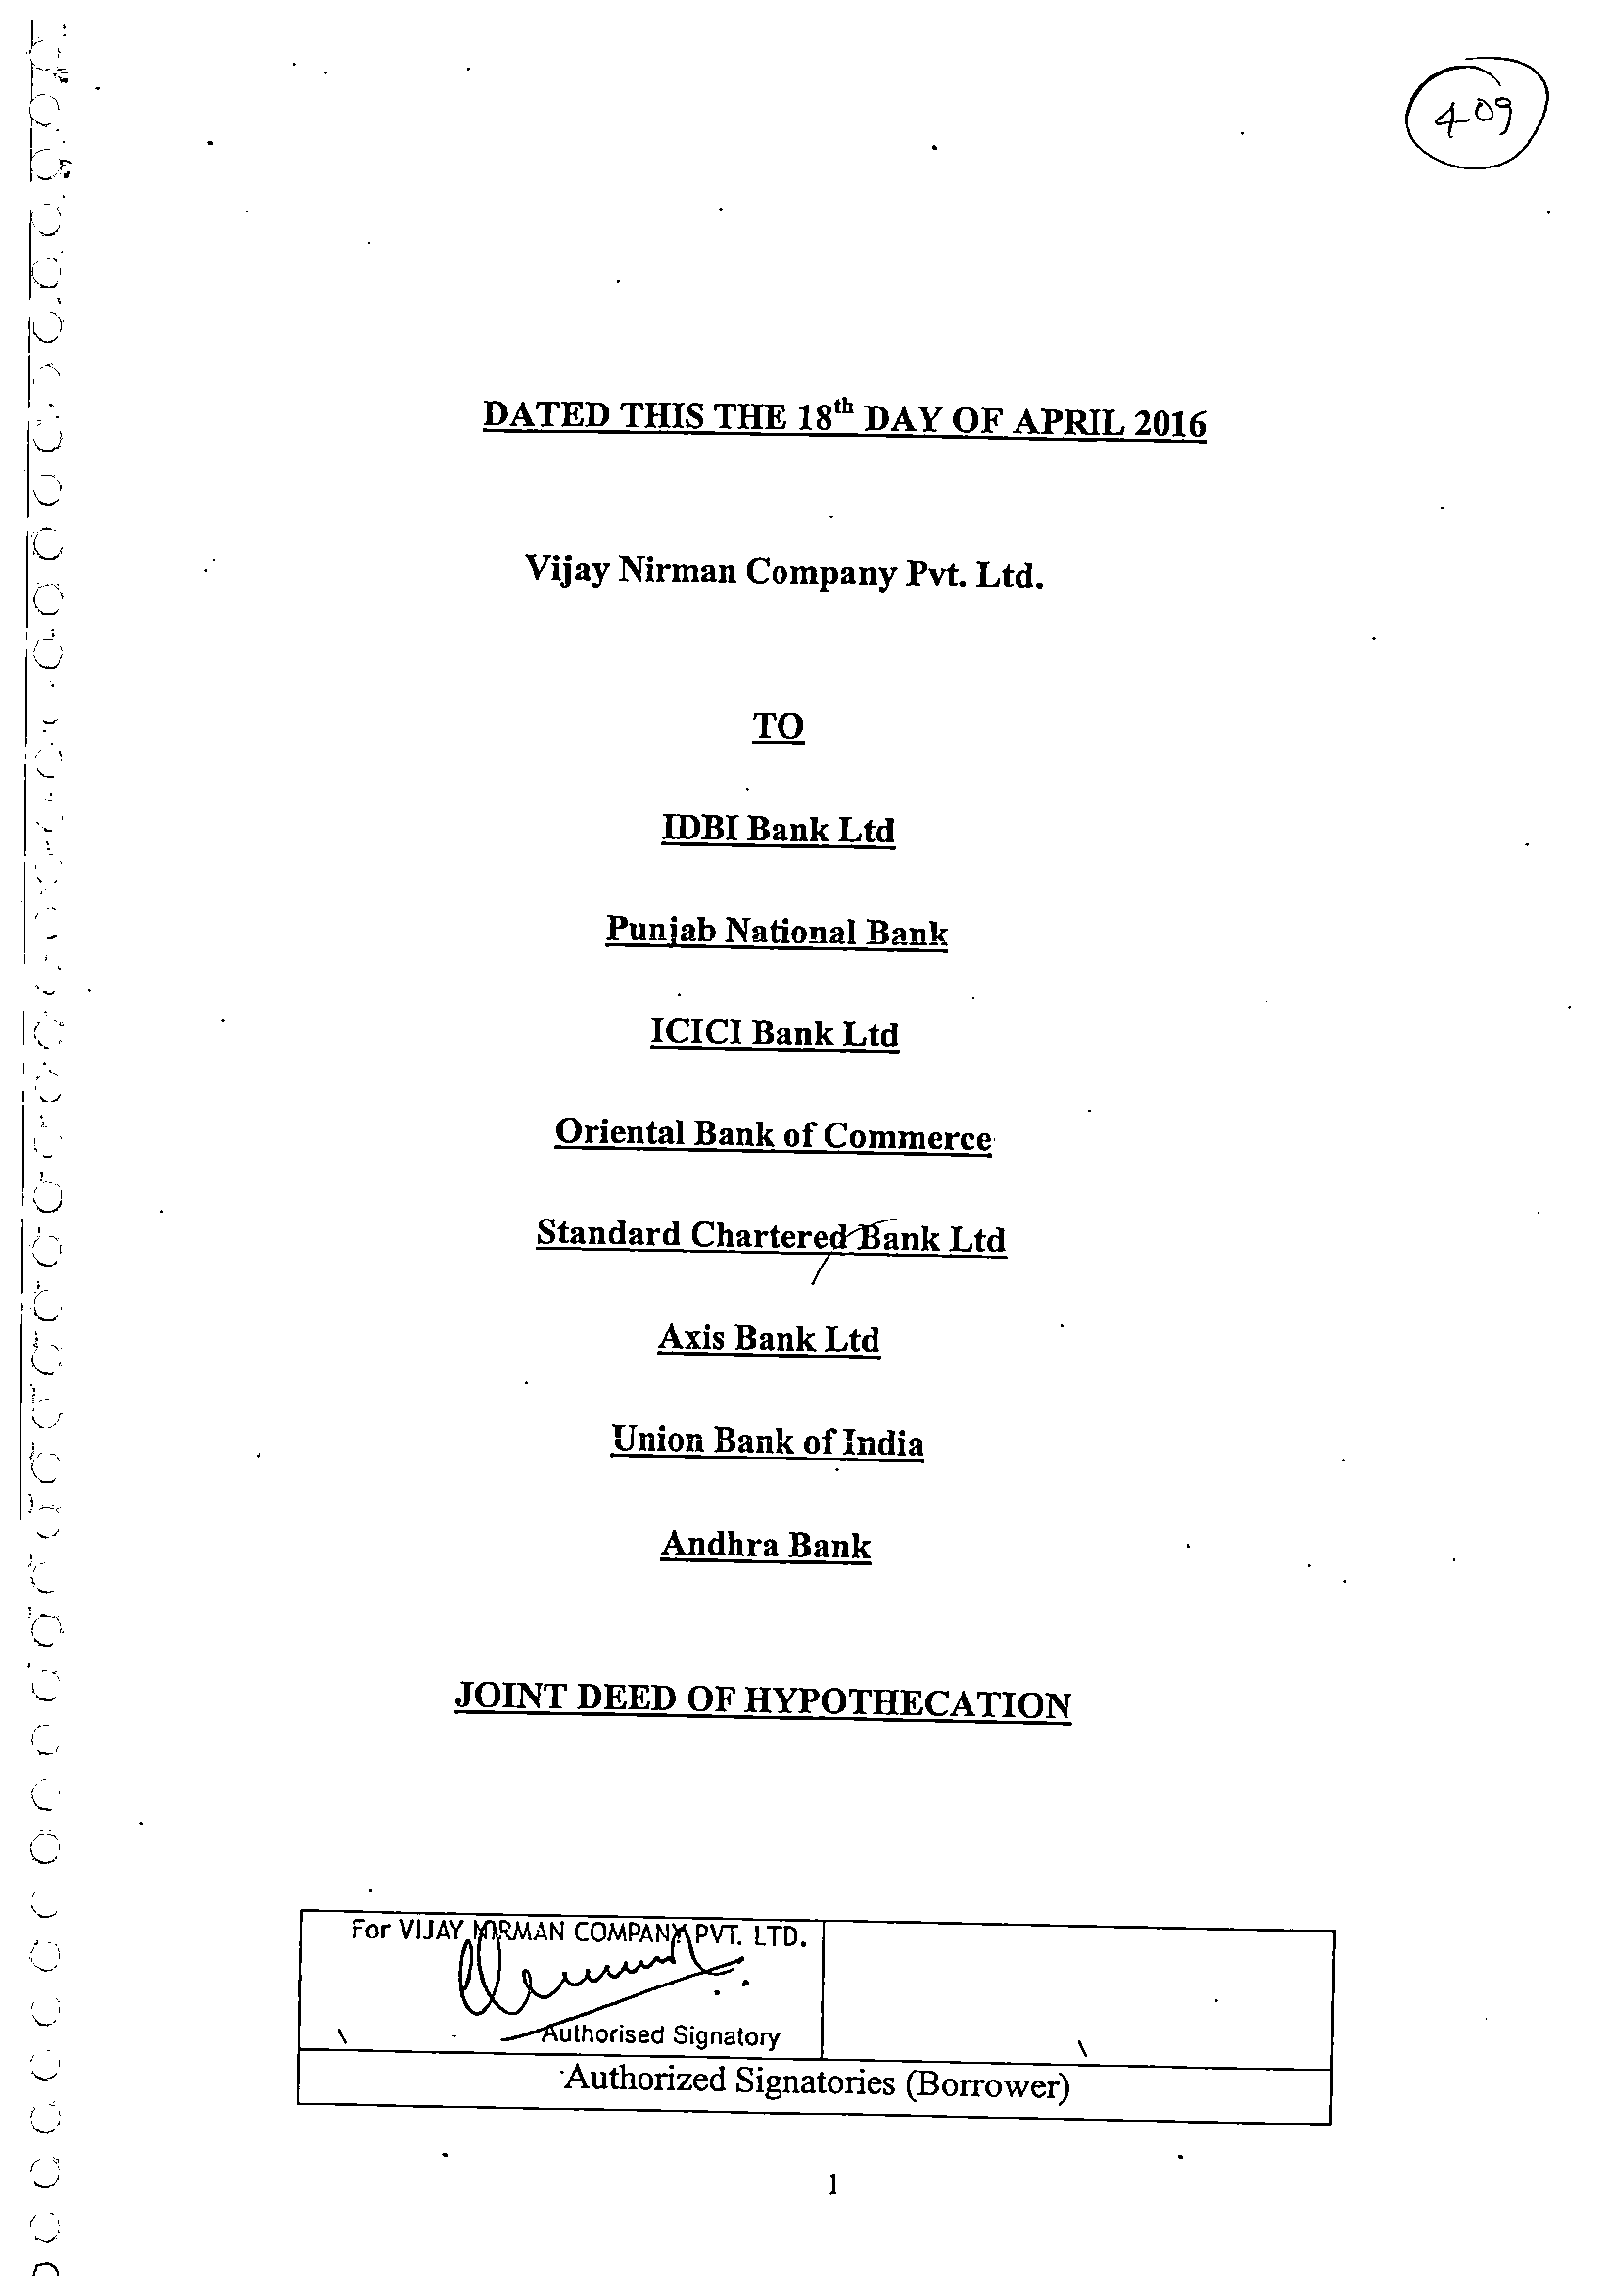 409
DATED THIS THE 18th DAY OF APRIL 2016
Vijay Nirman Company Pvt. Ltd.
TO
IDBI Bank Ltd
Punjab National Bank
ICICI Bank Ltd
Oriental Bank of Commerce
Standard Chartered Bank Ltd
Axis Bank Ltd
Union Bank of India
Andhra Bank
JOINT DEED OF HYPOTHECATION
For VIJAY NIRMAN COMPANY PVT. LTD.
Authorised Signatory
Authorized Signatories (Borrower)
1